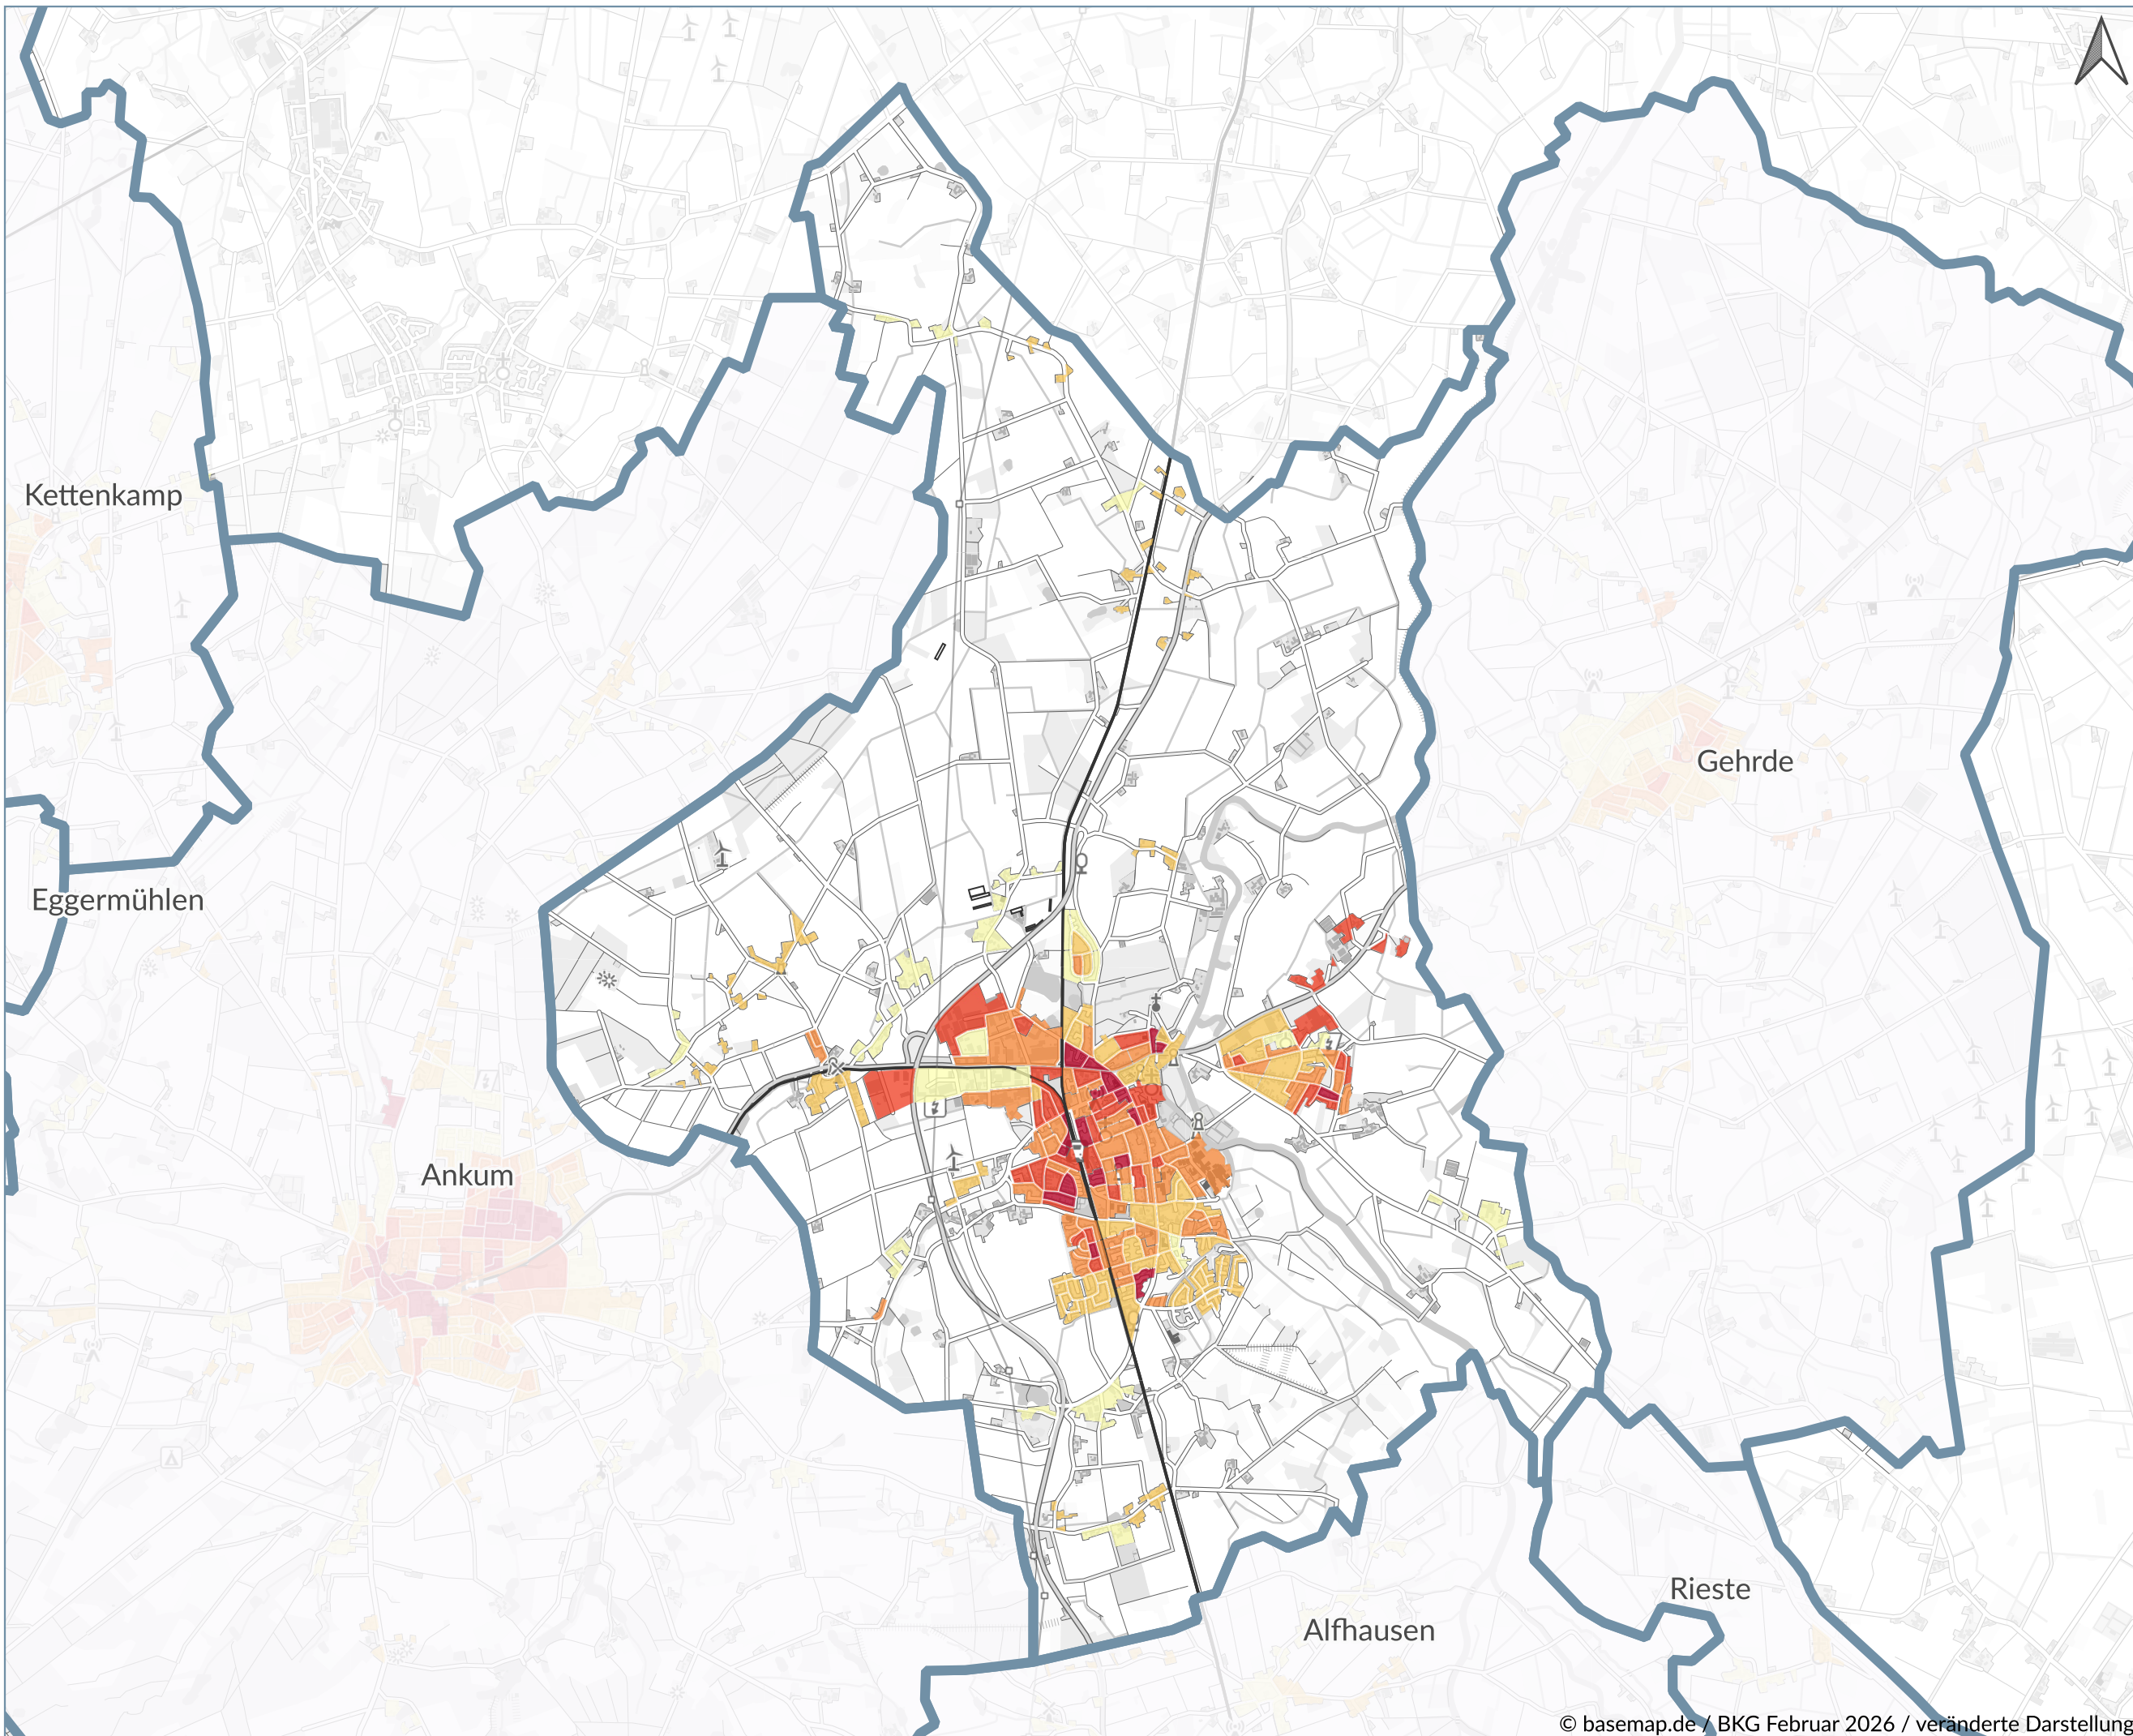 Kettenkamp
Gehrde
Eggermühlen
Ankum
Rieste
Alfhausen
© basemap.de / BKG Februar 2026 / veränderte Darstellung